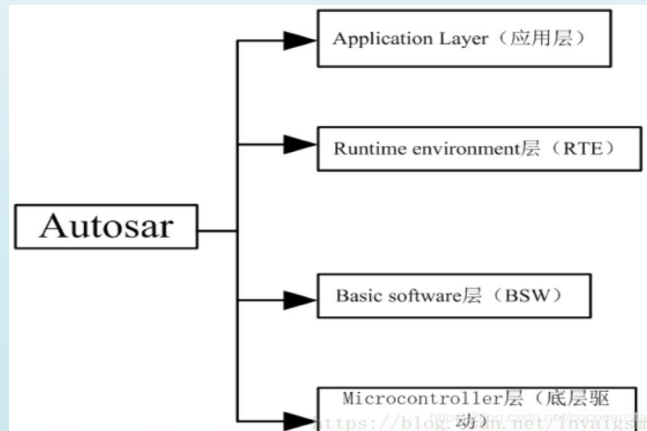 Application Layer（应用层）
Runtime environment层（RTE）
Autosar
Basic software层（BSW）
Microcontroller层（底层驱
动）